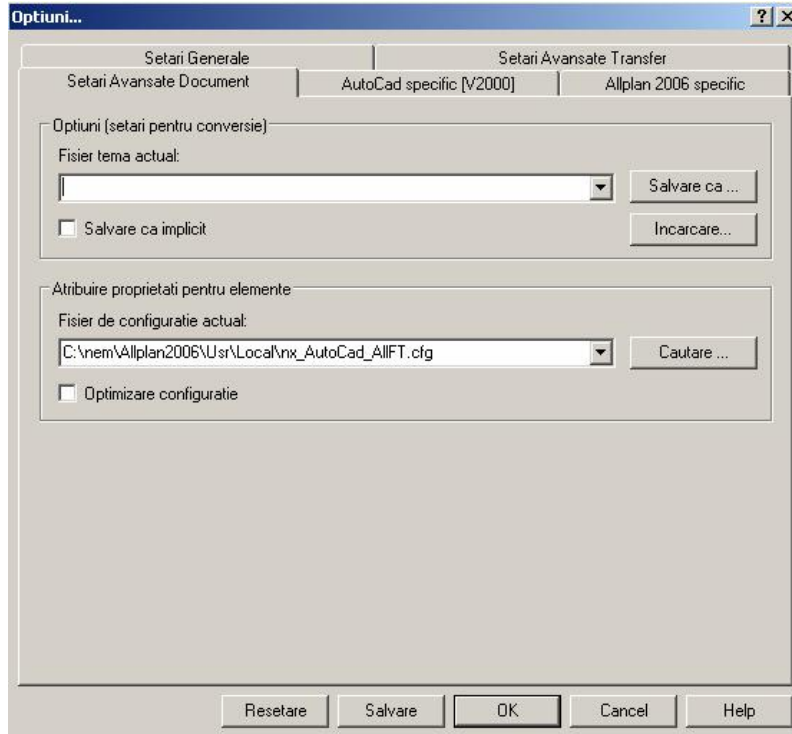 Optiuni...
Setari Generale
Setari Avansate Transfer
Setari Avansate Document
AutoCad specific [V2000]
Allplan 2006 specific
Optiuni (setari pentru conversie)
Fisier tema actual:
Salvare ca ...
Salvare ca implicit
Incarcare...
Atribuire proprietati pentru elemente
Fisier de configuratie actual:
C:\nem\Allplan2006\Usr\Local\nx_AutoCad_AllFT.cfg
Cautare ...
Optimizare configuratie
Resetare
Salvare
OK
Cancel
Help